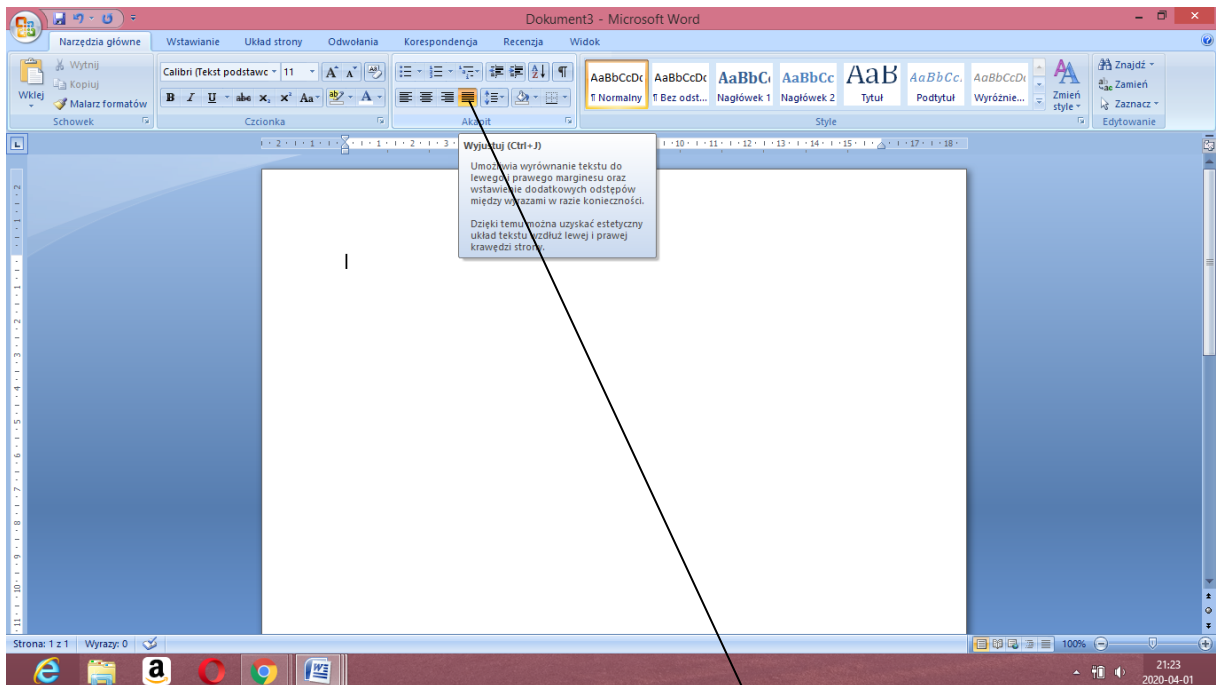 Dokument3 - Microsoft Word
Narzędzia główne Wstawianie Układ strony Odwołania Korespondencja Recenzja Widok
Wklej
Wytnij
Kopiuj
Malarz formatów
Schowek
Calibri (Tekst podstawc 11
B I U abc x₂ x² Aa
Czcionka
Akapit
AaBbCcDc AaBbCcDc AaBbC AaBbCc AaB AaBbCc. AaBbCcDc
¶ Normalny ¶ Bez odst... Nagłówek 1 Nagłówek 2 Tytuł Podtytuł Wyróżnie...
Zmień
style
Style
Znajdź
Zamień
Zaznacz
Edytowanie
Wyjustuj (Ctrl+J)
Umożliwia wyrównanie tekstu do
lewego i prawego marginesu oraz
wstawienie dodatkowych odstępów
między wyrazami w razie konieczności.
Dzięki temu można uzyskać estetyczny
układ tekstu wzdłuż lewej i prawej
krawędzi strony.
Strona: 1 z 1 Wyrazy: 0
100%
21:23
2020-04-01